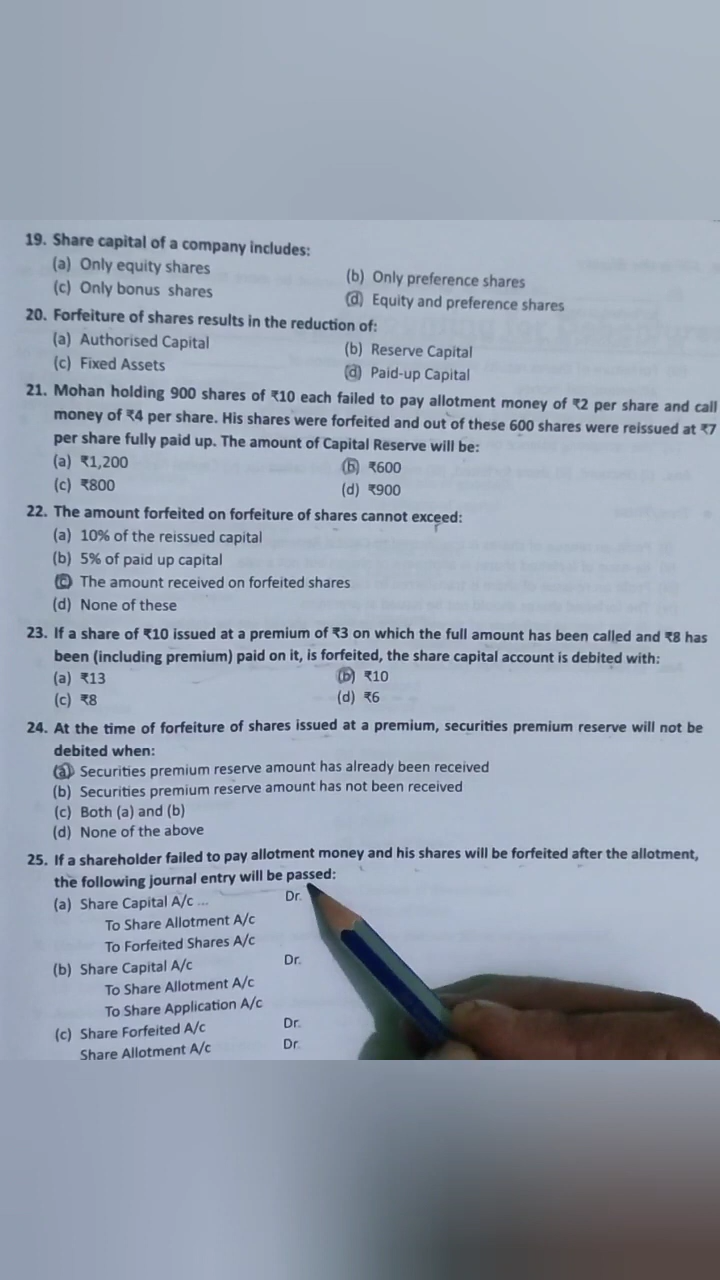 19. Share capital of a company includes:
(a) Only equity shares
(b) Only preference shares
(c) Only bonus shares
(d) Equity and preference shares
20. Forfeiture of shares results in the reduction of:
(a) Authorised Capital
(b) Reserve Capital
(c) Fixed Assets
(d) Paid-up Capital
21. Mohan holding 900 shares of ₹10 each failed to pay allotment money of ₹2 per share and call
money of ₹4 per share. His shares were forfeited and out of these 600 shares were reissued at ₹7
per share fully paid up. The amount of Capital Reserve will be:
(a) ₹1,200
(b) ₹600
(c) ₹800
(d) ₹900
22. The amount forfeited on forfeiture of shares cannot exceed:
(a) 10% of the reissued capital
(b) 5% of paid up capital
(c) The amount received on forfeited shares
(d) None of these
23. If a share of ₹10 issued at a premium of ₹3 on which the full amount has been called and ₹8 has
been (including premium) paid on it, is forfeited, the share capital account is debited with:
(a) ₹13
(b) ₹10
(c) ₹8
(d) ₹6
24. At the time of forfeiture of shares issued at a premium, securities premium reserve will not be
debited when:
(a) Securities premium reserve amount has already been received
(b) Securities premium reserve amount has not been received
(c) Both (a) and (b)
(d) None of the above
25. If a shareholder failed to pay allotment money and his shares will be forfeited after the allotment,
the following journal entry will be passed:
(a) Share Capital A/c ... Dr.
To Share Allotment A/c
To Forfeited Shares A/c
(b) Share Capital A/c Dr.
To Share Allotment A/c
To Share Application A/c
(c) Share Forfeited A/c Dr.
Share Allotment A/c Dr.